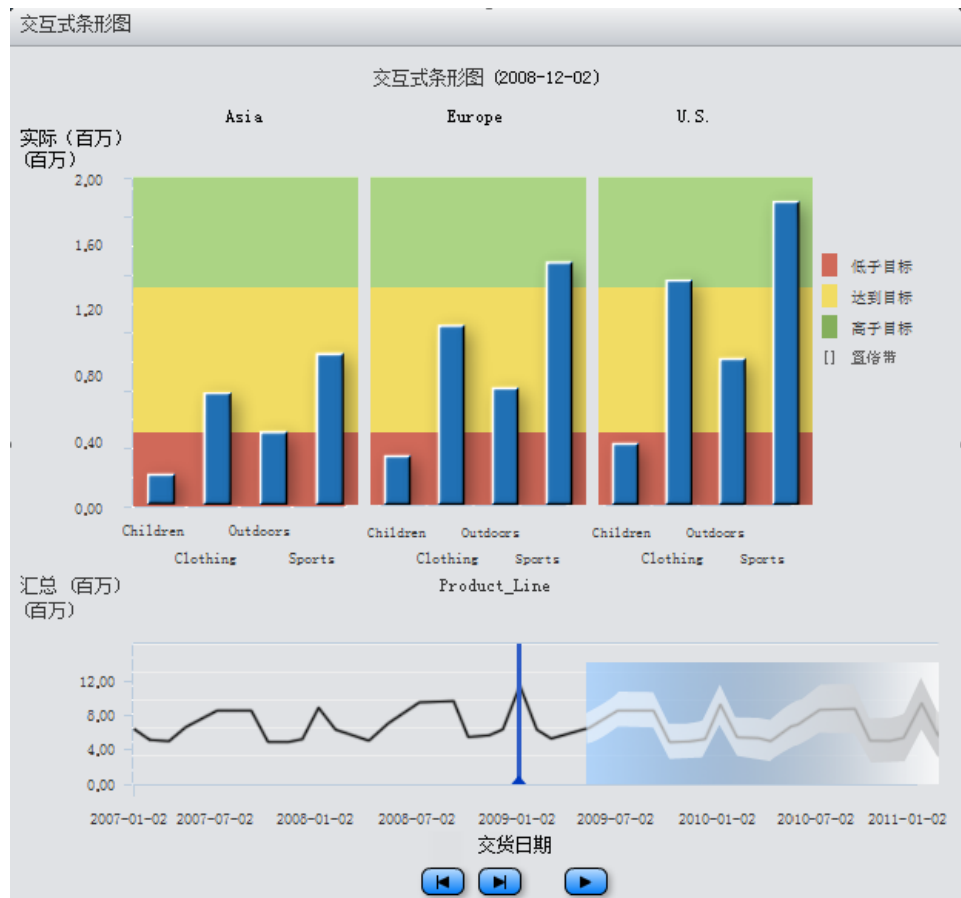 交互式条形图
交互式条形图 (2008-12-02)
Asia Europe U.S.
实际（百万）
(百万)
2,00
1,60
1,20
0,80
0,40
0,00
低于目标
达到目标
高于目标
[] 置信带
Children Outdoors Children Outdoors Children Outdoors
Clothing Sports Clothing Sports Clothing Sports
Product_Line
汇总（百万）
(百万)
12,00
8,00
4,00
0,00
2007-01-02 2007-07-02 2008-01-02 2008-07-02 2009-01-02 2009-07-02 2010-01-02 2010-07-02 2011-01-02
交货日期